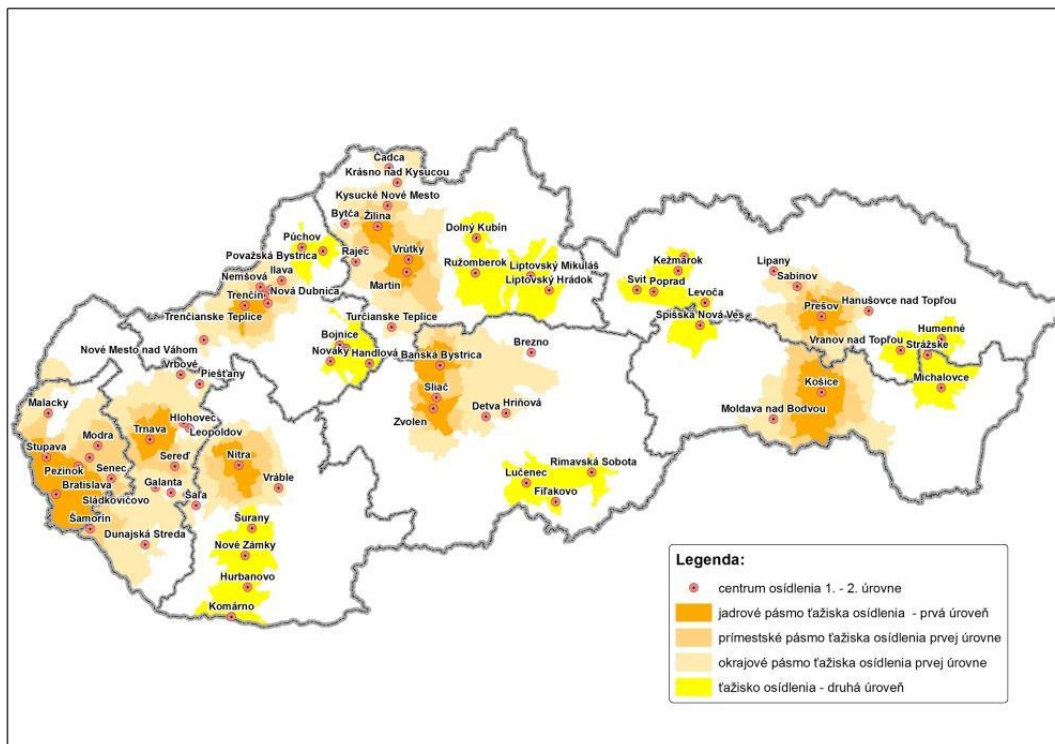 Čadca
Krásno nad Kysucou
Kysucké Nové Mesto
Bytča
Žilina
Dolný Kubín
Púchov
Považská Bystrica
Rajec
Vrútky
Ružomberok
Liptovský Mikuláš
Liptovský Hrádok
Kežmarok
Svit
Poprad
Levoča
Spišská Nová Ves
Lipany
Sabinov
Prešov
Hanušovce nad Topľou
Ilava
Nemšová
Nová Dubnica
Trenčín
Martin
Trenčianske Teplice
Turčianske Teplice
Vranov nad Topľou
Humenné
Strážske
Michalovce
Nové Mesto nad Váhom
Bojnice
Nováky
Handlová
Banská Bystrica
Brezno
Košice
Moldava nad Bodvou
Vrbové
Piešťany
Sliač
Zvolen
Detva
Hriňová
Malacky
Hlohovec
Leopoldov
Trnava
Modra
Stupava
Pezinok
Senec
Sereď
Nitra
Vráble
Rimavská Sobota
Lučenec
Fiľakovo
Bratislava
Sládkovičovo
Galanta
Šaľa
Šamorín
Dunajská Streda
Šurany
Nové Zámky
Hurbanovo
Komárno
Legenda:
centrum osídlenia 1. - 2. úrovne
jadrové pásmo ťažiska osídlenia - prvá úroveň
prímestské pásmo ťažiska osídlenia prvej úrovne
okrajové pásmo ťažiska osídlenia prvej úrovne
ťažisko osídlenia - druhá úroveň